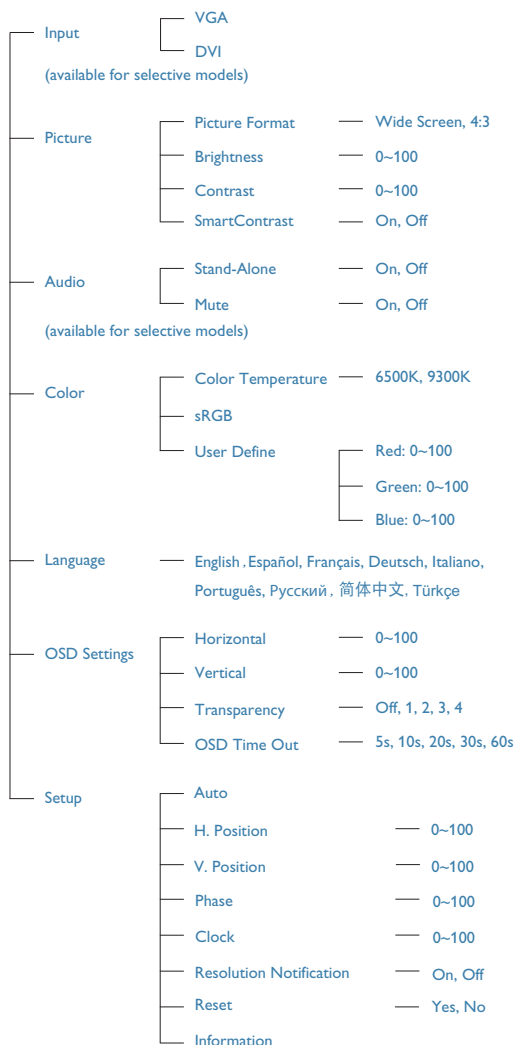 VGA
Input
DVI
(available for selective models)
Picture Format Wide Screen, 4:3
Picture
Brightness 0~100
Contrast 0~100
SmartContrast On, Off
Stand-Alone On, Off
Audio
Mute On, Off
(available for selective models)
Color Temperature 6500K, 9300K
Color
sRGB
User Define Red: 0~100
Green: 0~100
Blue: 0~100
Language English , Español, Français, Deutsch, Italiano,
Português, Русский , 简体中文, Türkçe
Horizontal 0~100
OSD Settings
Vertical 0~100
Transparency Off, 1, 2, 3, 4
OSD Time Out 5s, 10s, 20s, 30s, 60s
Setup Auto
H. Position 0~100
V. Position 0~100
Phase 0~100
Clock 0~100
Resolution Notification On, Off
Reset Yes, No
Information